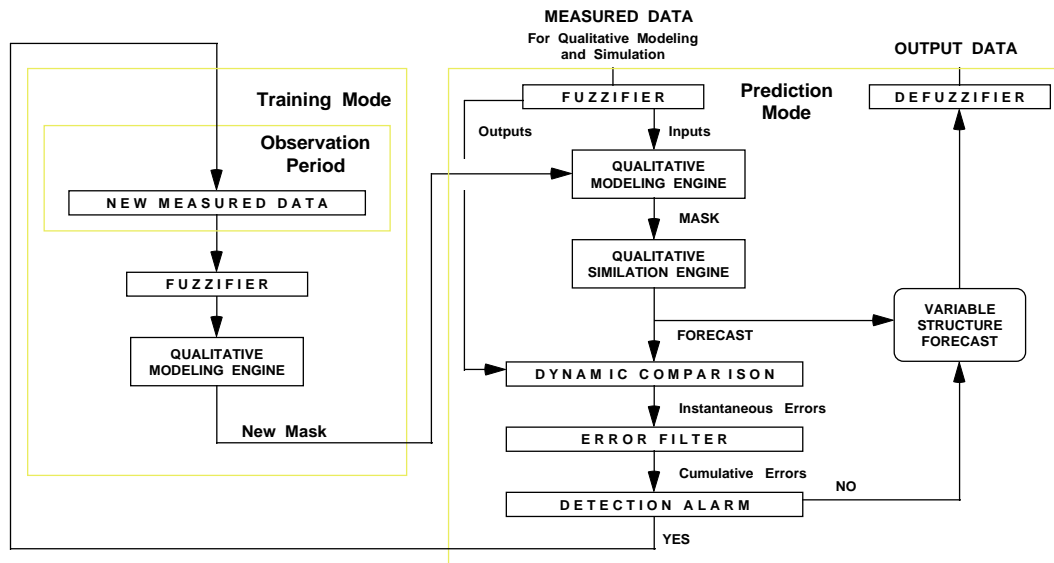 MEASURED DATA
For Qualitative Modeling
and Simulation
OUTPUT DATA
Training Mode
Observation
Period
NEW MEASURED DATA
FUZZIFIER
QUALITATIVE
MODELING ENGINE
New Mask
Prediction
Mode
FUZZIFIER
DEFUZZIFIER
Outputs
Inputs
QUALITATIVE
MODELING ENGINE
MASK
QUALITATIVE
SIMILATION ENGINE
FORECAST
VARIABLE
STRUCTURE
FORECAST
DYNAMIC COMPARISON
Instantaneous Errors
ERROR FILTER
Cumulative Errors
DETECTION ALARM
NO
YES